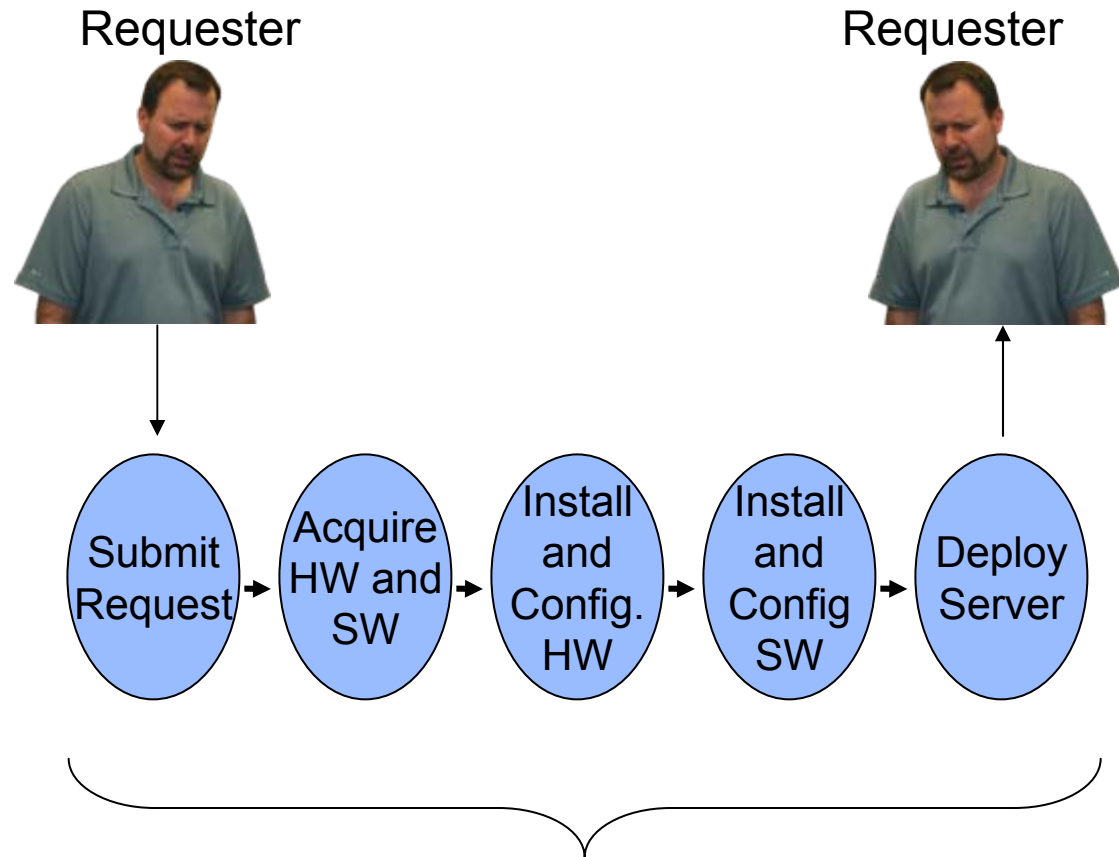 Requester
Requester
Submit
Request
Acquire
HW and
SW
Install
and
Config.
HW
Install
and
Config
SW
Deploy
Server